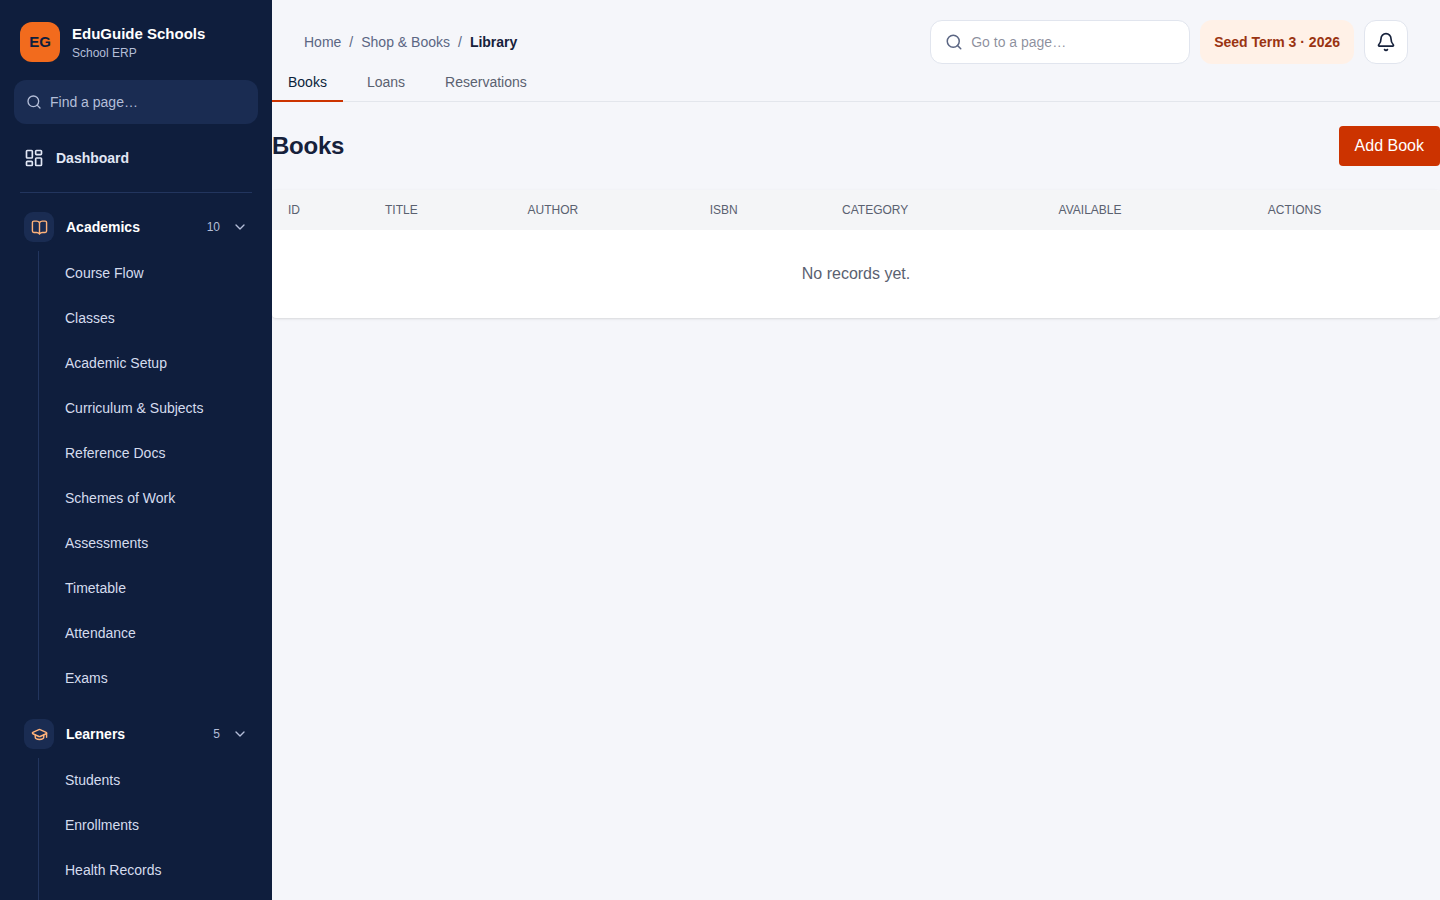 EG
EduGuide Schools
School ERP
Find a page…
Dashboard
Academics 10
Course Flow
Classes
Academic Setup
Curriculum & Subjects
Reference Docs
Schemes of Work
Assessments
Timetable
Attendance
Exams
Learners 5
Students
Enrollments
Health Records
Home / Shop & Books / Library
Go to a page…
Seed Term 3 · 2026
Books Loans Reservations
Books
Add Book
ID TITLE AUTHOR ISBN CATEGORY AVAILABLE ACTIONS
No records yet.